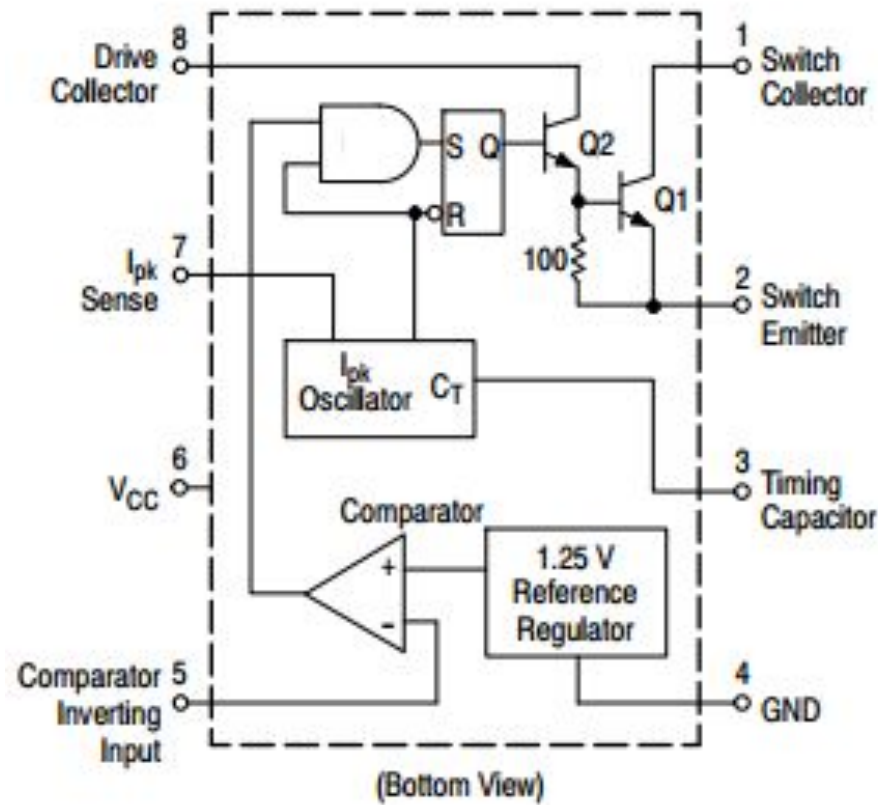 8
Drive
Collector
1
Switch
Collector
S Q
Q2
R
Q1
100
7
Ipk
Sense
2
Switch
Emitter
Ipk
Oscillator
CT
6
VCC
3
Timing
Capacitor
Comparator
+
-
1.25 V
Reference
Regulator
5
Comparator
Inverting
Input
4
GND
(Bottom View)